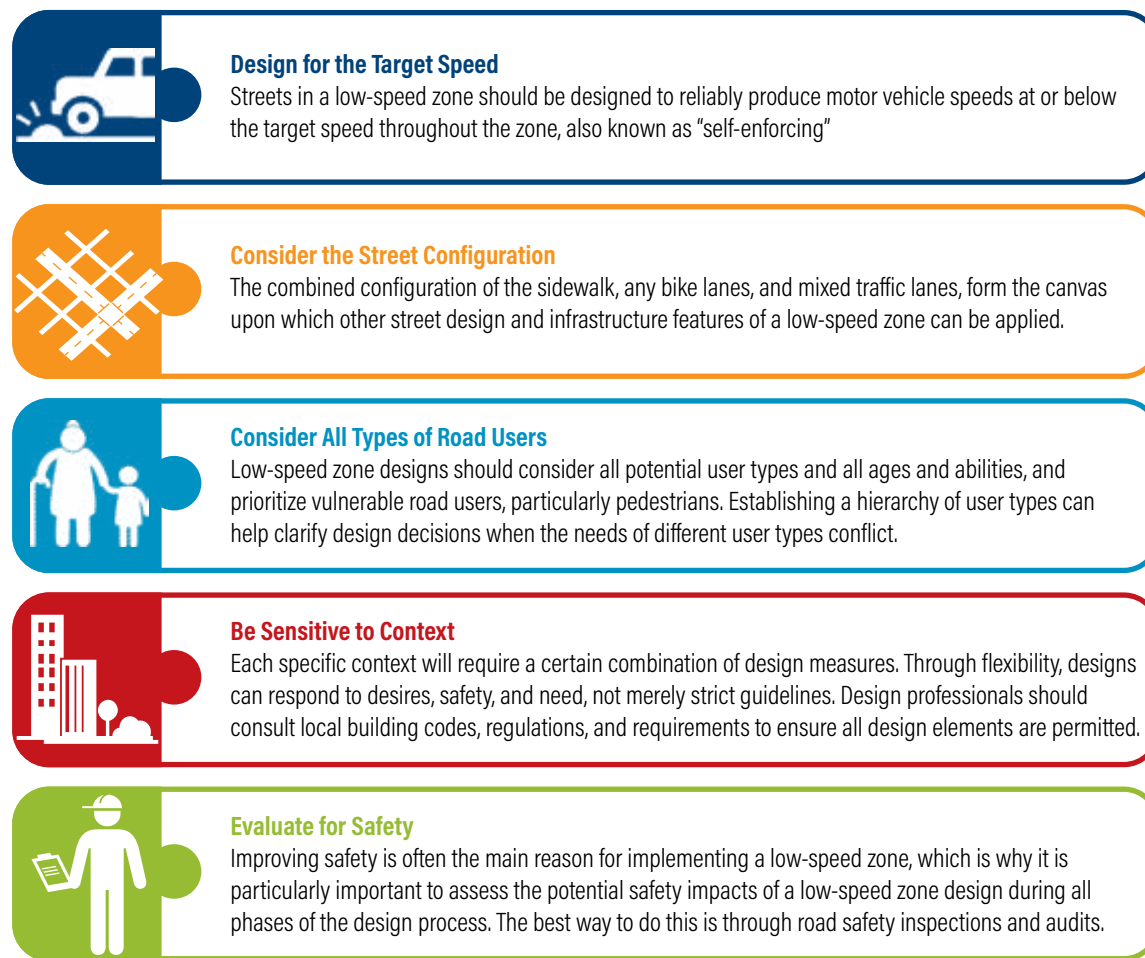 Design for the Target Speed
Streets in a low-speed zone should be designed to reliably produce motor vehicle speeds at or below
the target speed throughout the zone, also known as “self-enforcing”
Consider the Street Configuration
The combined configuration of the sidewalk, any bike lanes, and mixed traffic lanes, form the canvas
upon which other street design and infrastructure features of a low-speed zone can be applied.
Consider All Types of Road Users
Low-speed zone designs should consider all potential user types and all ages and abilities, and
prioritize vulnerable road users, particularly pedestrians. Establishing a hierarchy of user types can
help clarify design decisions when the needs of different user types conflict.
Be Sensitive to Context
Each specific context will require a certain combination of design measures. Through flexibility, designs
can respond to desires, safety, and need, not merely strict guidelines. Design professionals should
consult local building codes, regulations, and requirements to ensure all design elements are permitted.
Evaluate for Safety
Improving safety is often the main reason for implementing a low-speed zone, which is why it is
particularly important to assess the potential safety impacts of a low-speed zone design during all
phases of the design process. The best way to do this is through road safety inspections and audits.